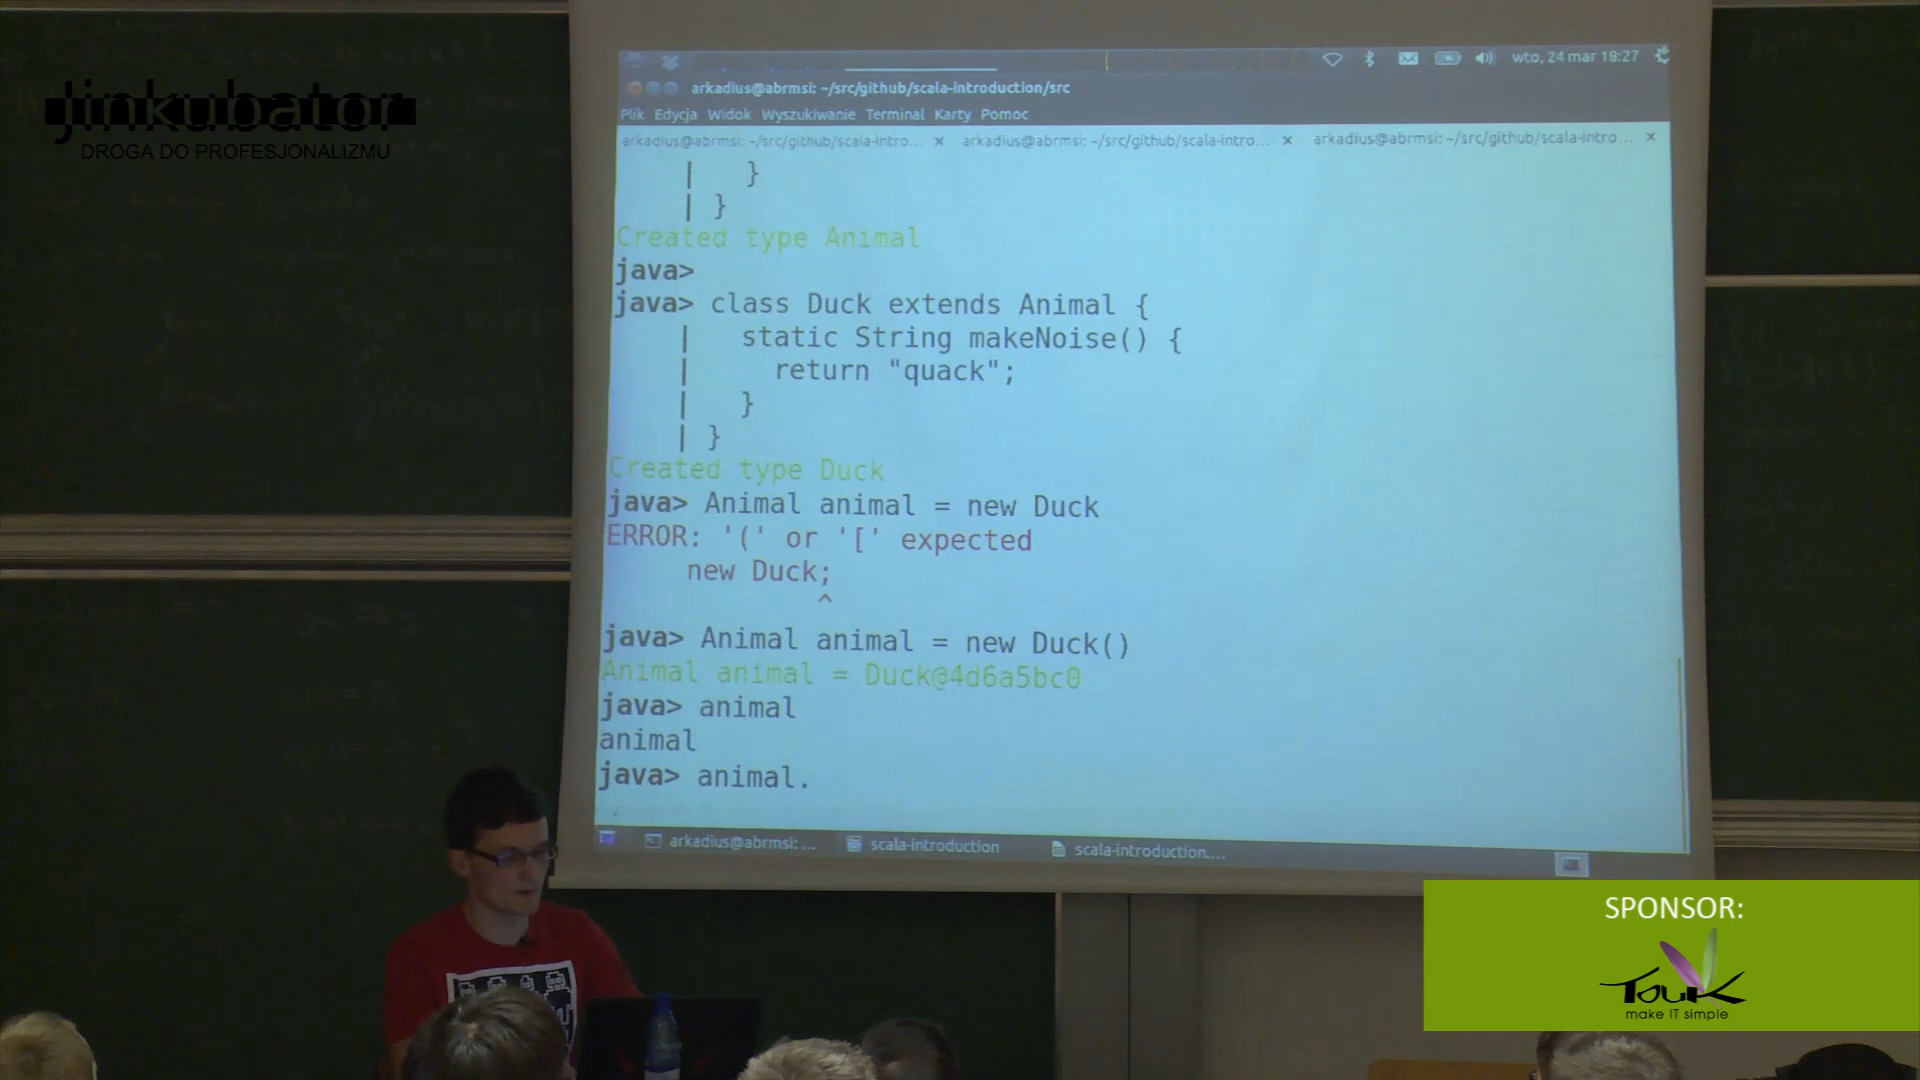 Jinkubator
DROGA DO PROFESJONALIZMU
wto, 24 mar 18:27
arkadius@abrmsi: ~/src/github/scala-introduction/src
Plik Edycja Widok Wyszukiwanie Terminal Karty Pomoc
arkadius@abrmsi: ~/src/github/scala-intro... × arkadius@abrmsi: ~/src/github/scala-intro... × arkadius@abrmsi: ~/src/github/scala-intro... ×
| }
| }
Created type Animal
java>
java> class Duck extends Animal {
| static String makeNoise() {
| return "quack";
| }
| }
Created type Duck
java> Animal animal = new Duck
ERROR: '(' or '[' expected
new Duck;
^
java> Animal animal = new Duck()
Animal animal = Duck@4d6a5bc0
java> animal
animal
java> animal.
arkadius@abrmsi: ... scala-introduction scala-introduction....
SPONSOR:
TouK
make IT simple